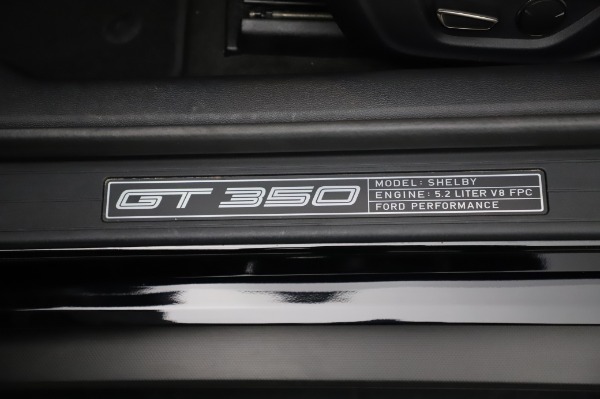 GT 350
MODEL: SHELBY
ENGINE: 5.2 LITER V8 FPC
FORD PERFORMANCE